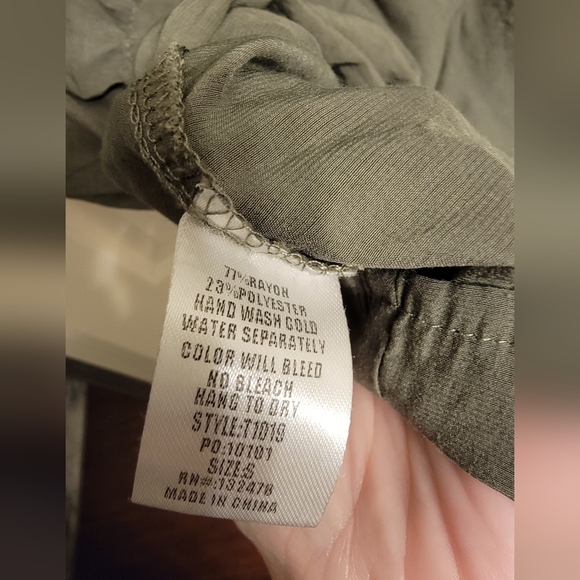 77%RAYON
23%POLYESTER
HAND WASH COLD
WATER SEPARATELY
COLOR WILL BLEED
NO BLEACH
HANG TO DRY
STYLE:T1019
PO:10101
SIZE:S
RN#:132476
MADE IN CHINA